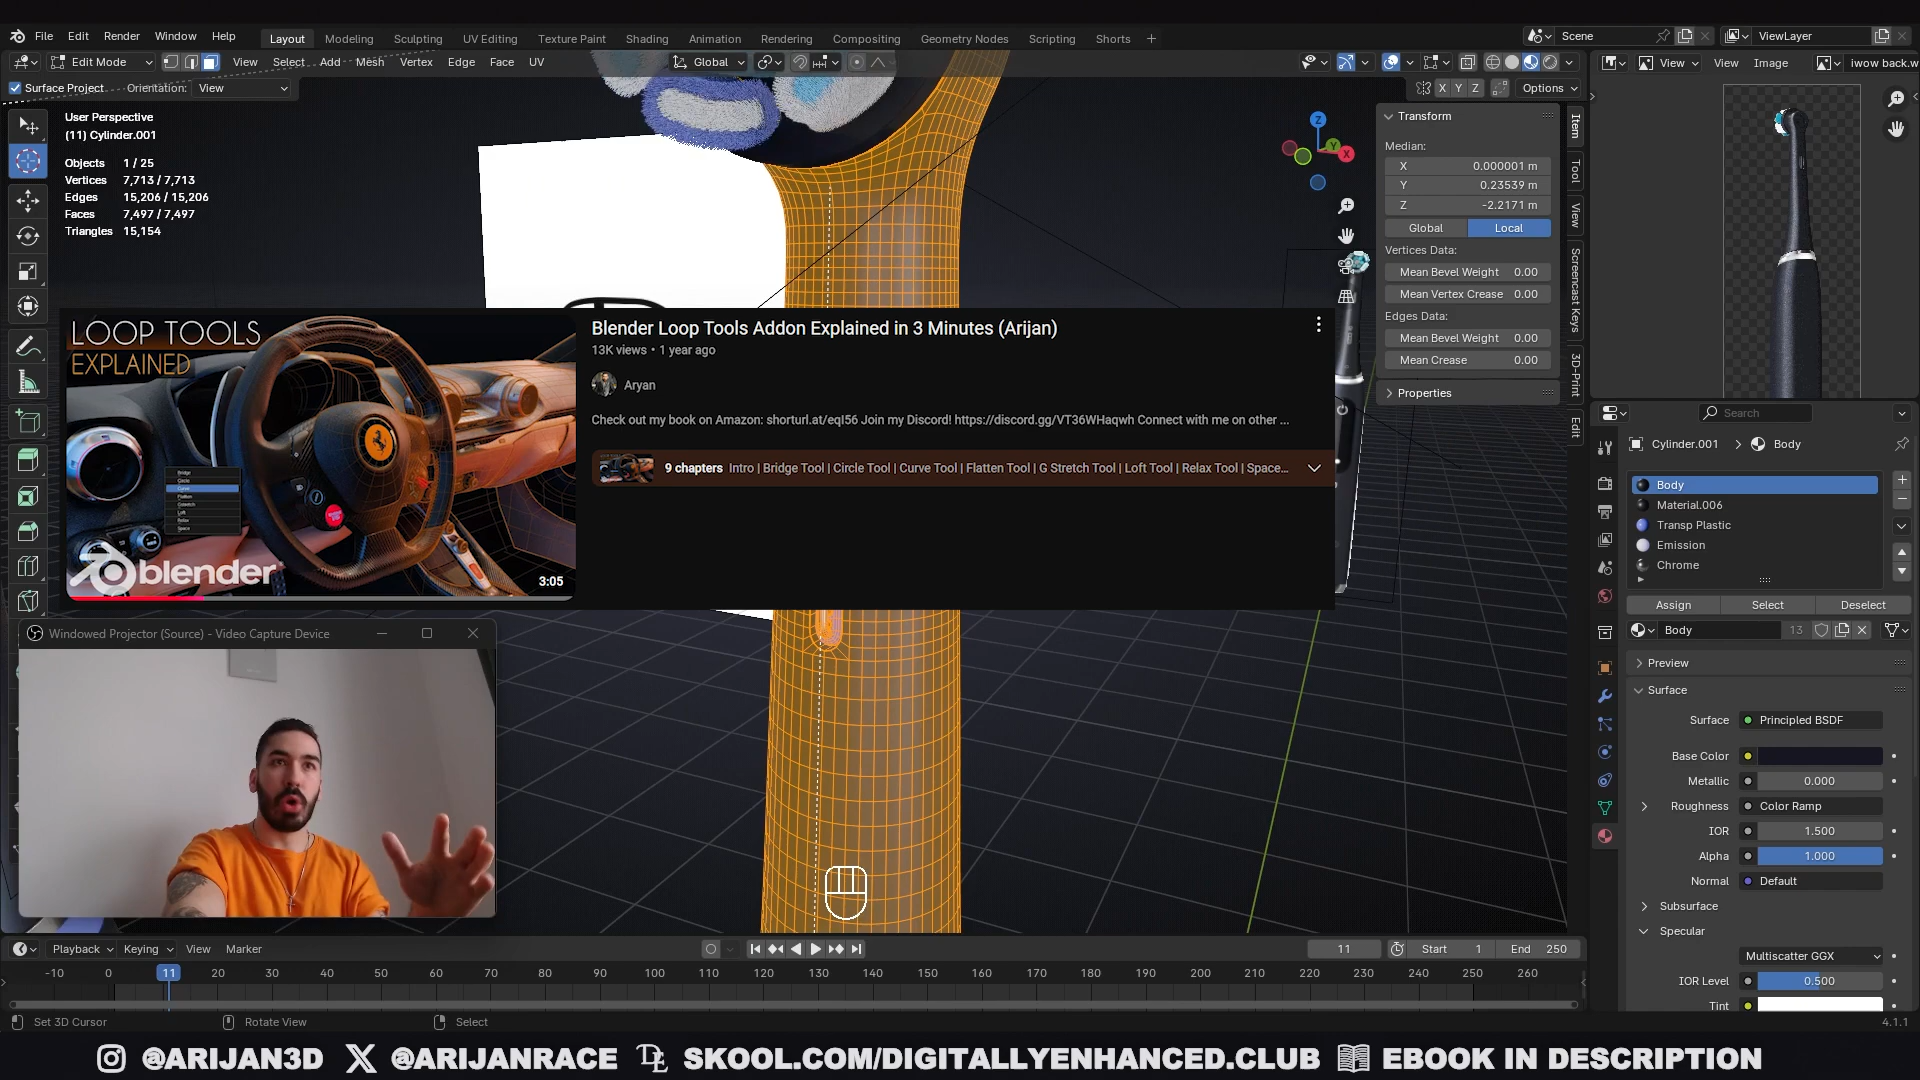 File Edit Render Window Help
Layout Modeling Sculpting UV Editing Texture Paint Shading Animation Rendering Compositing Geometry Nodes Scripting Shorts +
Scene
ViewLayer
Edit Mode View Select Add Mesh Vertex Edge Face UV
Global
View View Image iwow back.w
Surface Project Orientation: View
X Y Z Options
User Perspective
(11) Cylinder.001
Objects 1 / 25
Vertices 7,713 / 7,713
Edges 15,206 / 15,206
Faces 7,497 / 7,497
Triangles 15,154
Z Y X
Transform
Median:
X 0.000001 m
Y 0.23539 m
Z -2.2171 m
Global Local
Vertices Data:
Mean Bevel Weight 0.00
Mean Vertex Crease 0.00
Edges Data:
Mean Bevel Weight 0.00
Mean Crease 0.00
Properties
Item
Tool
View
Screencast Keys
3D-Print
Edit
LOOP TOOLS
EXPLAINED
Bridge
Circle
Curve
Flatten
Gstretch
Loft
Relax
Space
blender
3:05
Blender Loop Tools Addon Explained in 3 Minutes (Arijan)
13K views • 1 year ago
Aryan
Check out my book on Amazon: shorturl.at/eqI56 Join my Discord! https://discord.gg/VT36WHaqwh Connect with me on other ...
9 chapters Intro | Bridge Tool | Circle Tool | Curve Tool | Flatten Tool | G Stretch Tool | Loft Tool | Relax Tool | Space...
Windowed Projector (Source) - Video Capture Device
Search
Cylinder.001 > Body
Body
Material.006
Transp Plastic
Emission
Chrome
Assign Select Deselect
Body 13
Preview
Surface
Surface Principled BSDF
Base Color
Metallic 0.000
Roughness Color Ramp
IOR 1.500
Alpha 1.000
Normal Default
Subsurface
Specular
Multiscatter GGX
IOR Level 0.500
Tint
Playback Keying View Marker
11 Start 1 End 250
-10 0 11 20 30 40 50 60 70 80 90 100 110 120 130 140 150 160 170 180 190 200 210 220 230 240 250 260
Set 3D Cursor Rotate View Select
4.1.1
@ARIJAN3D @ARIJANRACE SKOOL.COM/DIGITALLYENHANCED.CLUB EBOOK IN DESCRIPTION